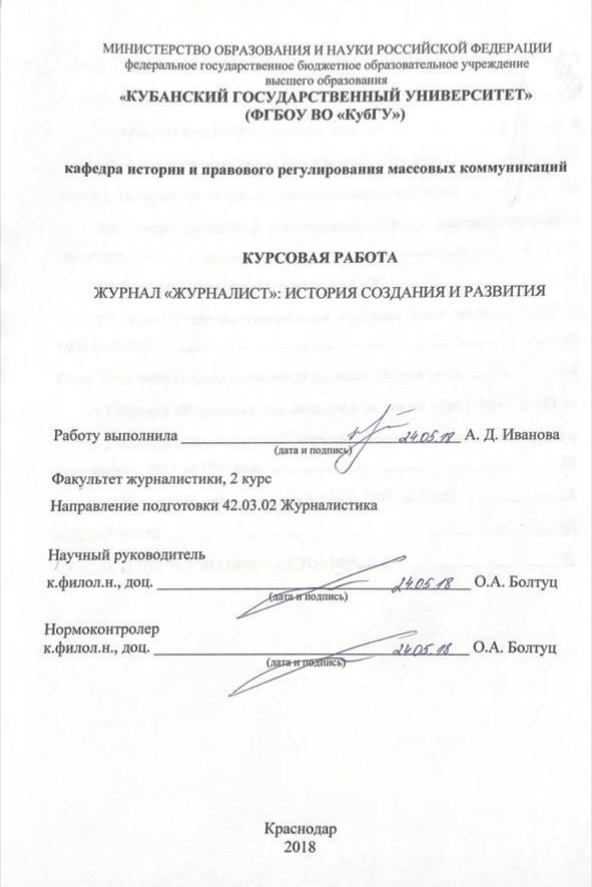 МИНИСТЕРСТВО ОБРАЗОВАНИЯ И НАУКИ РОССИЙСКОЙ ФЕДЕРАЦИИ
федеральное государственное бюджетное образовательное учреждение
высшего образования
«КУБАНСКИЙ ГОСУДАРСТВЕННЫЙ УНИВЕРСИТЕТ»
(ФГБОУ ВО «КубГУ»)
кафедра истории и правового регулирования массовых коммуникаций
КУРСОВАЯ РАБОТА
ЖУРНАЛ «ЖУРНАЛИСТ»: ИСТОРИЯ СОЗДАНИЯ И РАЗВИТИЯ
Работу выполнила 24.05.18 А. Д. Иванова
(дата и подпись)
Факультет журналистики, 2 курс
Направление подготовки 42.03.02 Журналистика
Научный руководитель
к.филол.н., доц. 24.05.18 О.А. Болтуц
(дата и подпись)
Нормоконтролер
к.филол.н., доц. 24.05.18 О.А. Болтуц
(дата и подпись)
Краснодар
2018